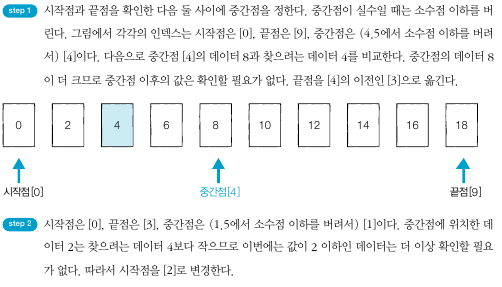 step 1 시작점과 끝점을 확인한 다음 둘 사이에 중간점을 정한다. 중간점이 실수일 때는 소수점 이하를 버
린다. 그림에서 각각의 인덱스는 시작점은 [0], 끝점은 [9], 중간점은 (4.5에서 소수점 이하를 버려
서) [4]이다. 다음으로 중간점 [4]의 데이터 8과 찾으려는 데이터 4를 비교한다. 중간점의 데이터 8
이 더 크므로 중간점 이후의 값은 확인할 필요가 없다. 끝점을 [4]의 이전인 [3]으로 옮긴다.
0 2 4 6 8 10 12 14 16 18
시작점[0] 중간점[4] 끝점[9]
step 2 시작점은 [0], 끝점은 [3], 중간점은 (1.5에서 소수점 이하를 버려서) [1]이다. 중간점에 위치한 데
이터 2는 찾으려는 데이터 4보다 작으므로 이번에는 값이 2 이하인 데이터는 더 이상 확인할 필요
가 없다. 따라서 시작점을 [2]로 변경한다.